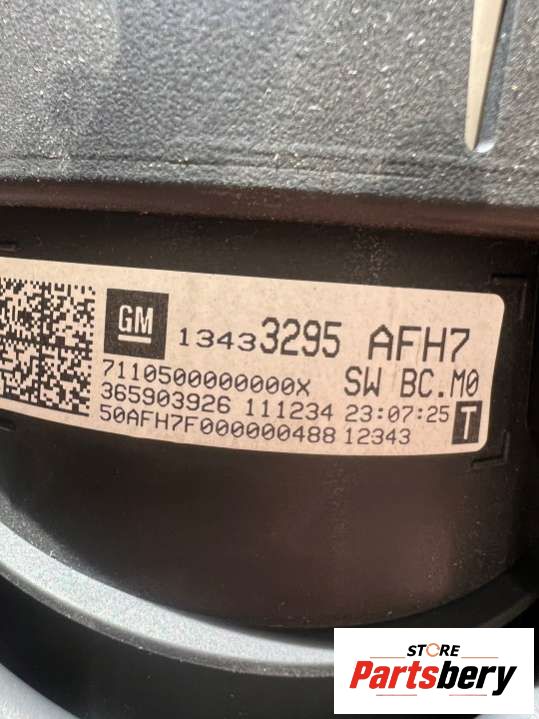 GM 13433295 AFH7
7110500000000X SW BC.M0
365903926 111234 23:07:25 T
50AFH7F000000488 12343
STORE
Partsbery